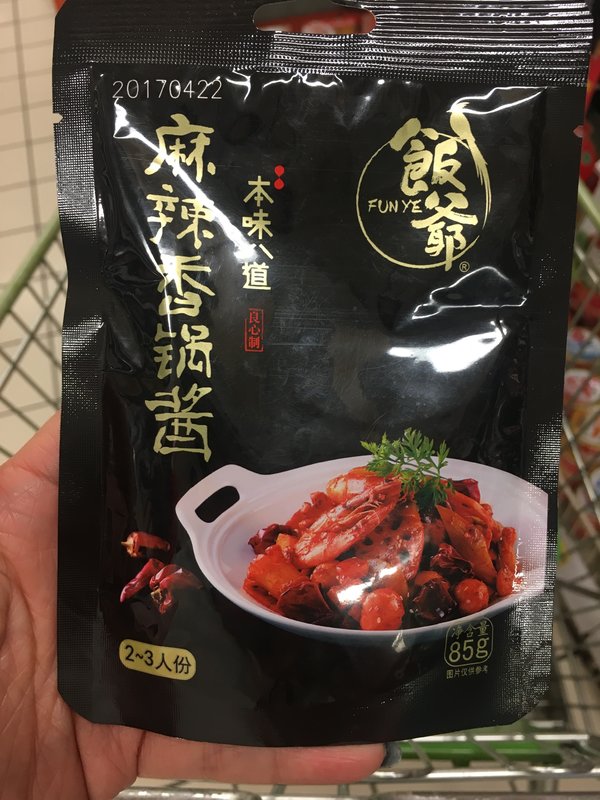 20170422
麻辣香锅酱
本味八道
良心制
飯爺
FUN YE
®
2~3人份
净含量
85g
图片仅供参考